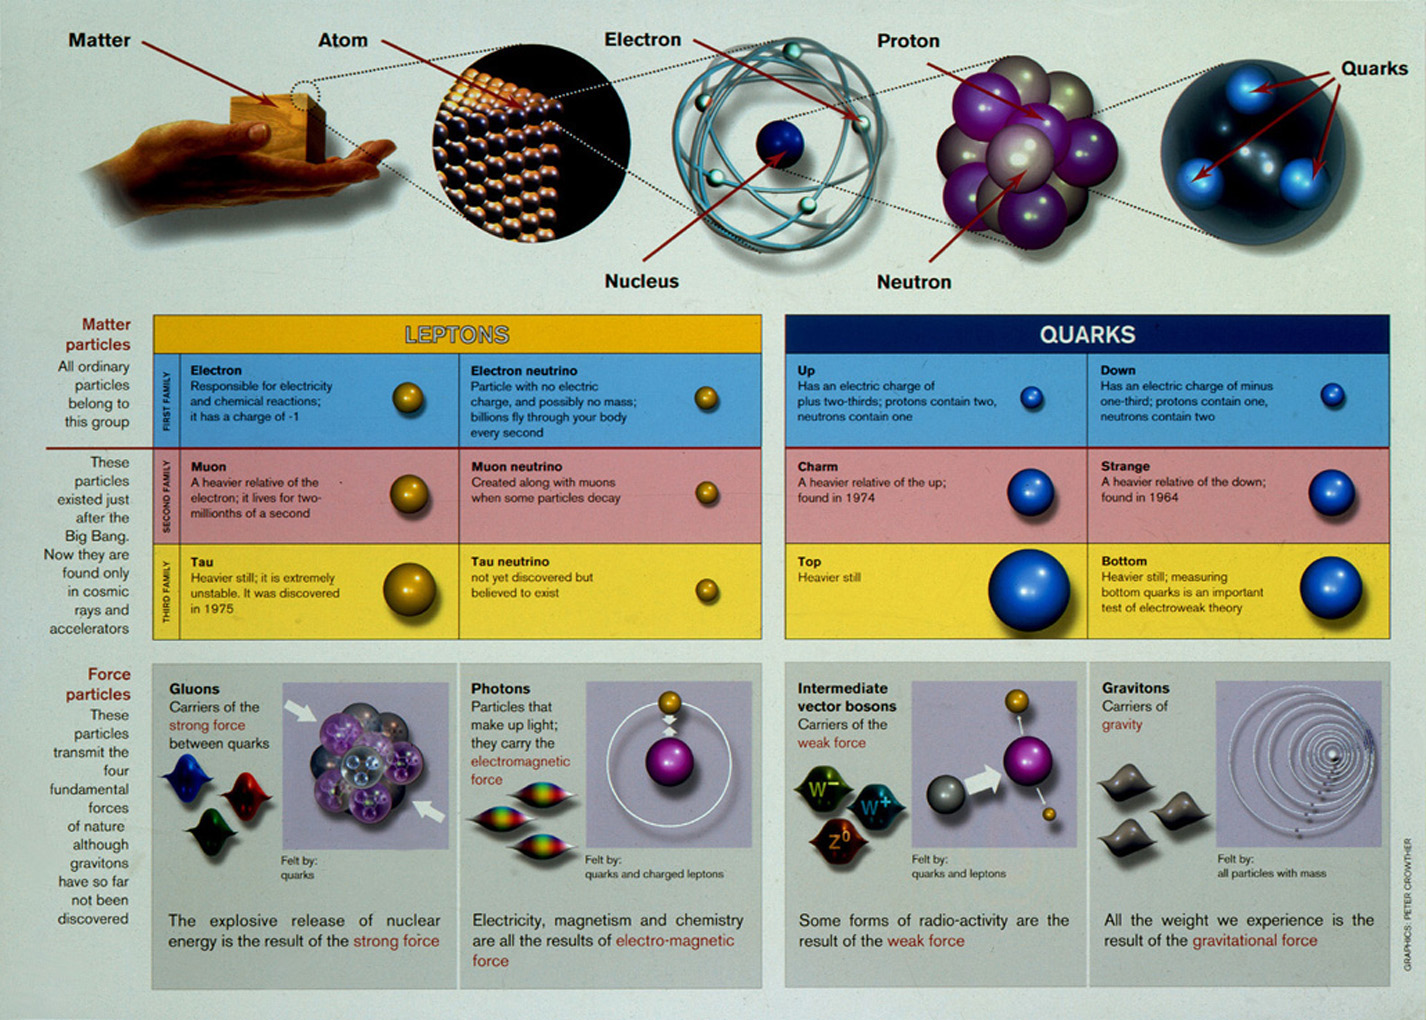 Matter
Atom
Electron
Proton
Quarks
Nucleus
Neutron
Matter
particles
All ordinary
particles
belong to
this group
These
particles
existed just
after the
Big Bang.
Now they are
found only
in cosmic
rays and
accelerators
LEPTONS
FIRST FAMILY
Electron
Responsible for electricity
and chemical reactions;
it has a charge of -1
Electron neutrino
Particle with no electric
charge, and possibly no mass;
billions fly through your body
every second
SECOND FAMILY
Muon
A heavier relative of the
electron; it lives for two-
millionths of a second
Muon neutrino
Created along with muons
when some particles decay
THIRD FAMILY
Tau
Heavier still; it is extremely
unstable. It was discovered
in 1975
Tau neutrino
not yet discovered but
believed to exist
QUARKS
Up
Has an electric charge of
plus two-thirds; protons contain two,
neutrons contain one
Down
Has an electric charge of minus
one-third; protons contain one,
neutrons contain two
Charm
A heavier relative of the up;
found in 1974
Strange
A heavier relative of the down;
found in 1964
Top
Heavier still
Bottom
Heavier still; measuring
bottom quarks is an important
test of electroweak theory
Force
particles
These
particles
transmit the
four
fundamental
forces
of nature
although
gravitons
have so far
not been
discovered
Gluons
Carriers of the
strong force
between quarks
Felt by:
quarks
The explosive release of nuclear
energy is the result of the strong force
Photons
Particles that
make up light;
they carry the
electromagnetic
force
Felt by:
quarks and charged leptons
Electricity, magnetism and chemistry
are all the results of electro-magnetic
force
Intermediate
vector bosons
Carriers of the
weak force
W−
W+
Z0
Felt by:
quarks and leptons
Some forms of radio-activity are the
result of the weak force
Gravitons
Carriers of
gravity
Felt by:
all particles with mass
All the weight we experience is the
result of the gravitational force
GRAPHICS: PETER CROWTHER